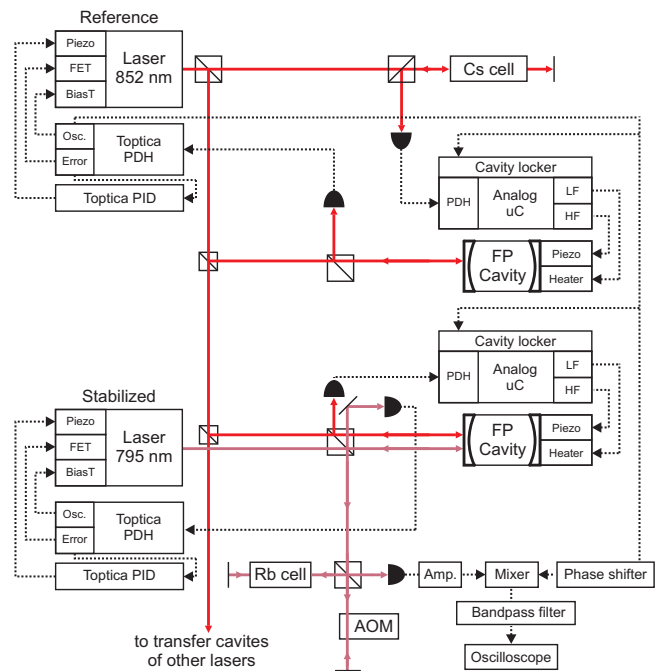 Reference
Piezo
FET
BiasT
Laser
852 nm
Cs cell
Osc.
Error
Toptica
PDH
Toptica PID
Cavity locker
PDH
Analog
uC
LF
HF
FP
Cavity
Piezo
Heater
Cavity locker
PDH
Analog
uC
LF
HF
Stabilized
Piezo
FET
BiasT
Laser
795 nm
FP
Cavity
Piezo
Heater
Osc.
Error
Toptica
PDH
Toptica PID
Rb cell
Amp.
Mixer
Phase shifter
Bandpass filter
AOM
Oscilloscope
to transfer cavites
of other lasers